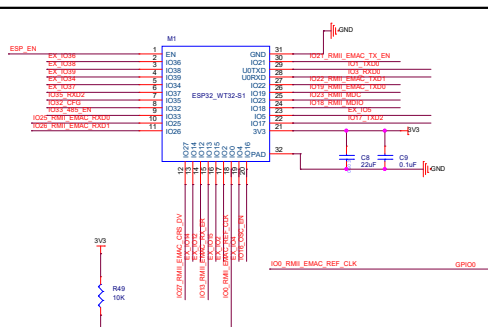 M1
ESP_EN
1
EN
EX_IO36
2
IO36
EX_IO38
3
IO38
EX_IO39
4
IO39
EX_IO34
5
IO34
EX_IO37
6
IO37
IO35_RXD2
7
IO35
IO32_CFG
8
IO32
IO33_485_EN
9
IO33
IO25_RMII_EMAC_RXD0
10
IO25
IO26_RMII_EMAC_RXD1
11
IO26
ESP32_WT32-S1
GND
31
GND
IO21
30
IO21_RMII_EMAC_TX_EN
U0TXD
29
IO1_TXD0
U0RXD
28
IO3_RXD0
IO22
27
IO22_RMII_EMAC_TXD1
IO19
26
IO19_RMII_EMAC_TXD0
IO23
25
IO23_RMII_MDC
IO18
24
IO18_RMII_MDIO
IO5
23
EX_IO5
IO17
22
IO17_TXD2
3V3
21
3V3
PAD
32
C8
22uF
C9
0.1uF
GND
IO27
IO14
IO12
IO13
IO15
IO2
IO0
IO4
IO16
12
13
14
15
16
17
18
19
20
IO27_RMII_EMAC_CRS_DV
EX_IO14
EX_IO12
IO13_RMII_EMAC_RX_ER
EX_IO15
EX_IO2
IO0_RMII_EMAC_REF_CLK
EX_IO4
IO16_OSC_EN
3V3
R49
10K
IO0_RMII_EMAC_REF_CLK
GPIO0